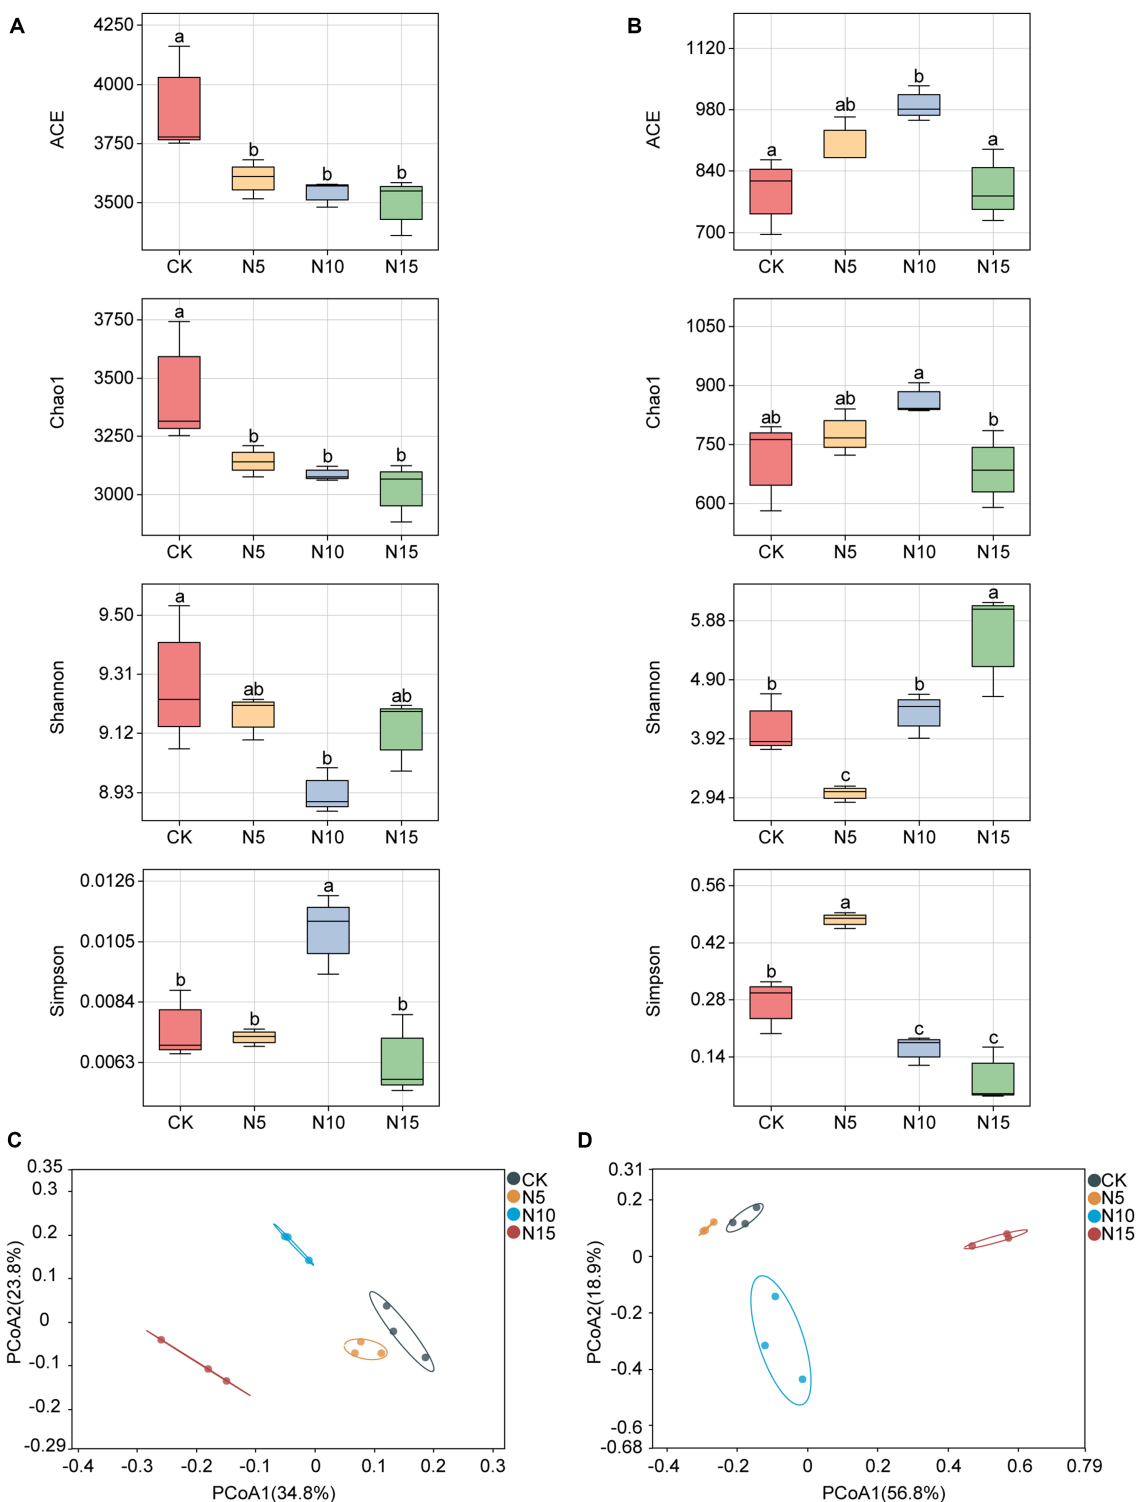 A
B
4250
4000
3750
3500
ACE
a
b
b
b
CK N5 N10 N15
1120
980
840
700
ACE
a
ab
b
a
CK N5 N10 N15
3750
3500
3250
3000
Chao1
a
b
b
b
CK N5 N10 N15
1050
900
750
600
Chao1
ab
ab
a
b
CK N5 N10 N15
9.50
9.31
9.12
8.93
Shannon
a
ab
b
ab
CK N5 N10 N15
5.88
4.90
3.92
2.94
Shannon
b
c
b
a
CK N5 N10 N15
0.0126
0.0105
0.0084
0.0063
Simpson
b
b
a
b
CK N5 N10 N15
0.56
0.42
0.28
0.14
Simpson
b
a
c
c
CK N5 N10 N15
C
0.35
0.3
0.2
0.1
0
-0.1
-0.2
-0.29
PCoA2(23.8%)
-0.4 -0.3 -0.2 -0.1 0 0.1 0.2 0.3
PCoA1(34.8%)
CK
N5
N10
N15
D
0.31
0.2
0
-0.2
-0.4
-0.6
-0.68
PCoA2(18.9%)
-0.4 -0.2 0 0.2 0.4 0.6 0.79
PCoA1(56.8%)
CK
N5
N10
N15